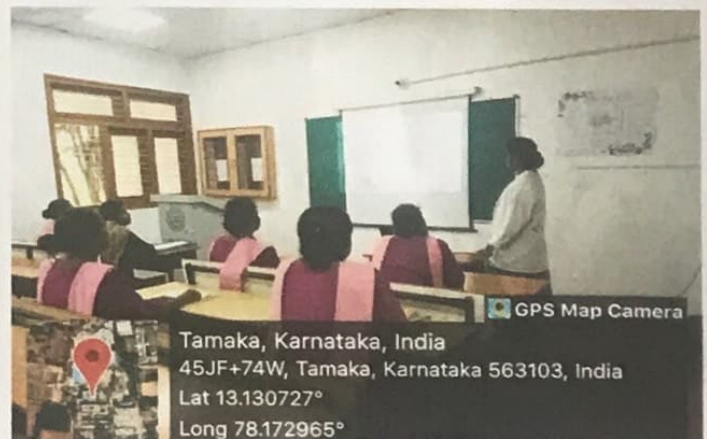 GPS Map Camera
Tamaka, Karnataka, India
45JF+74W, Tamaka, Karnataka 563103, India
Lat 13.130727°
Long 78.172965°